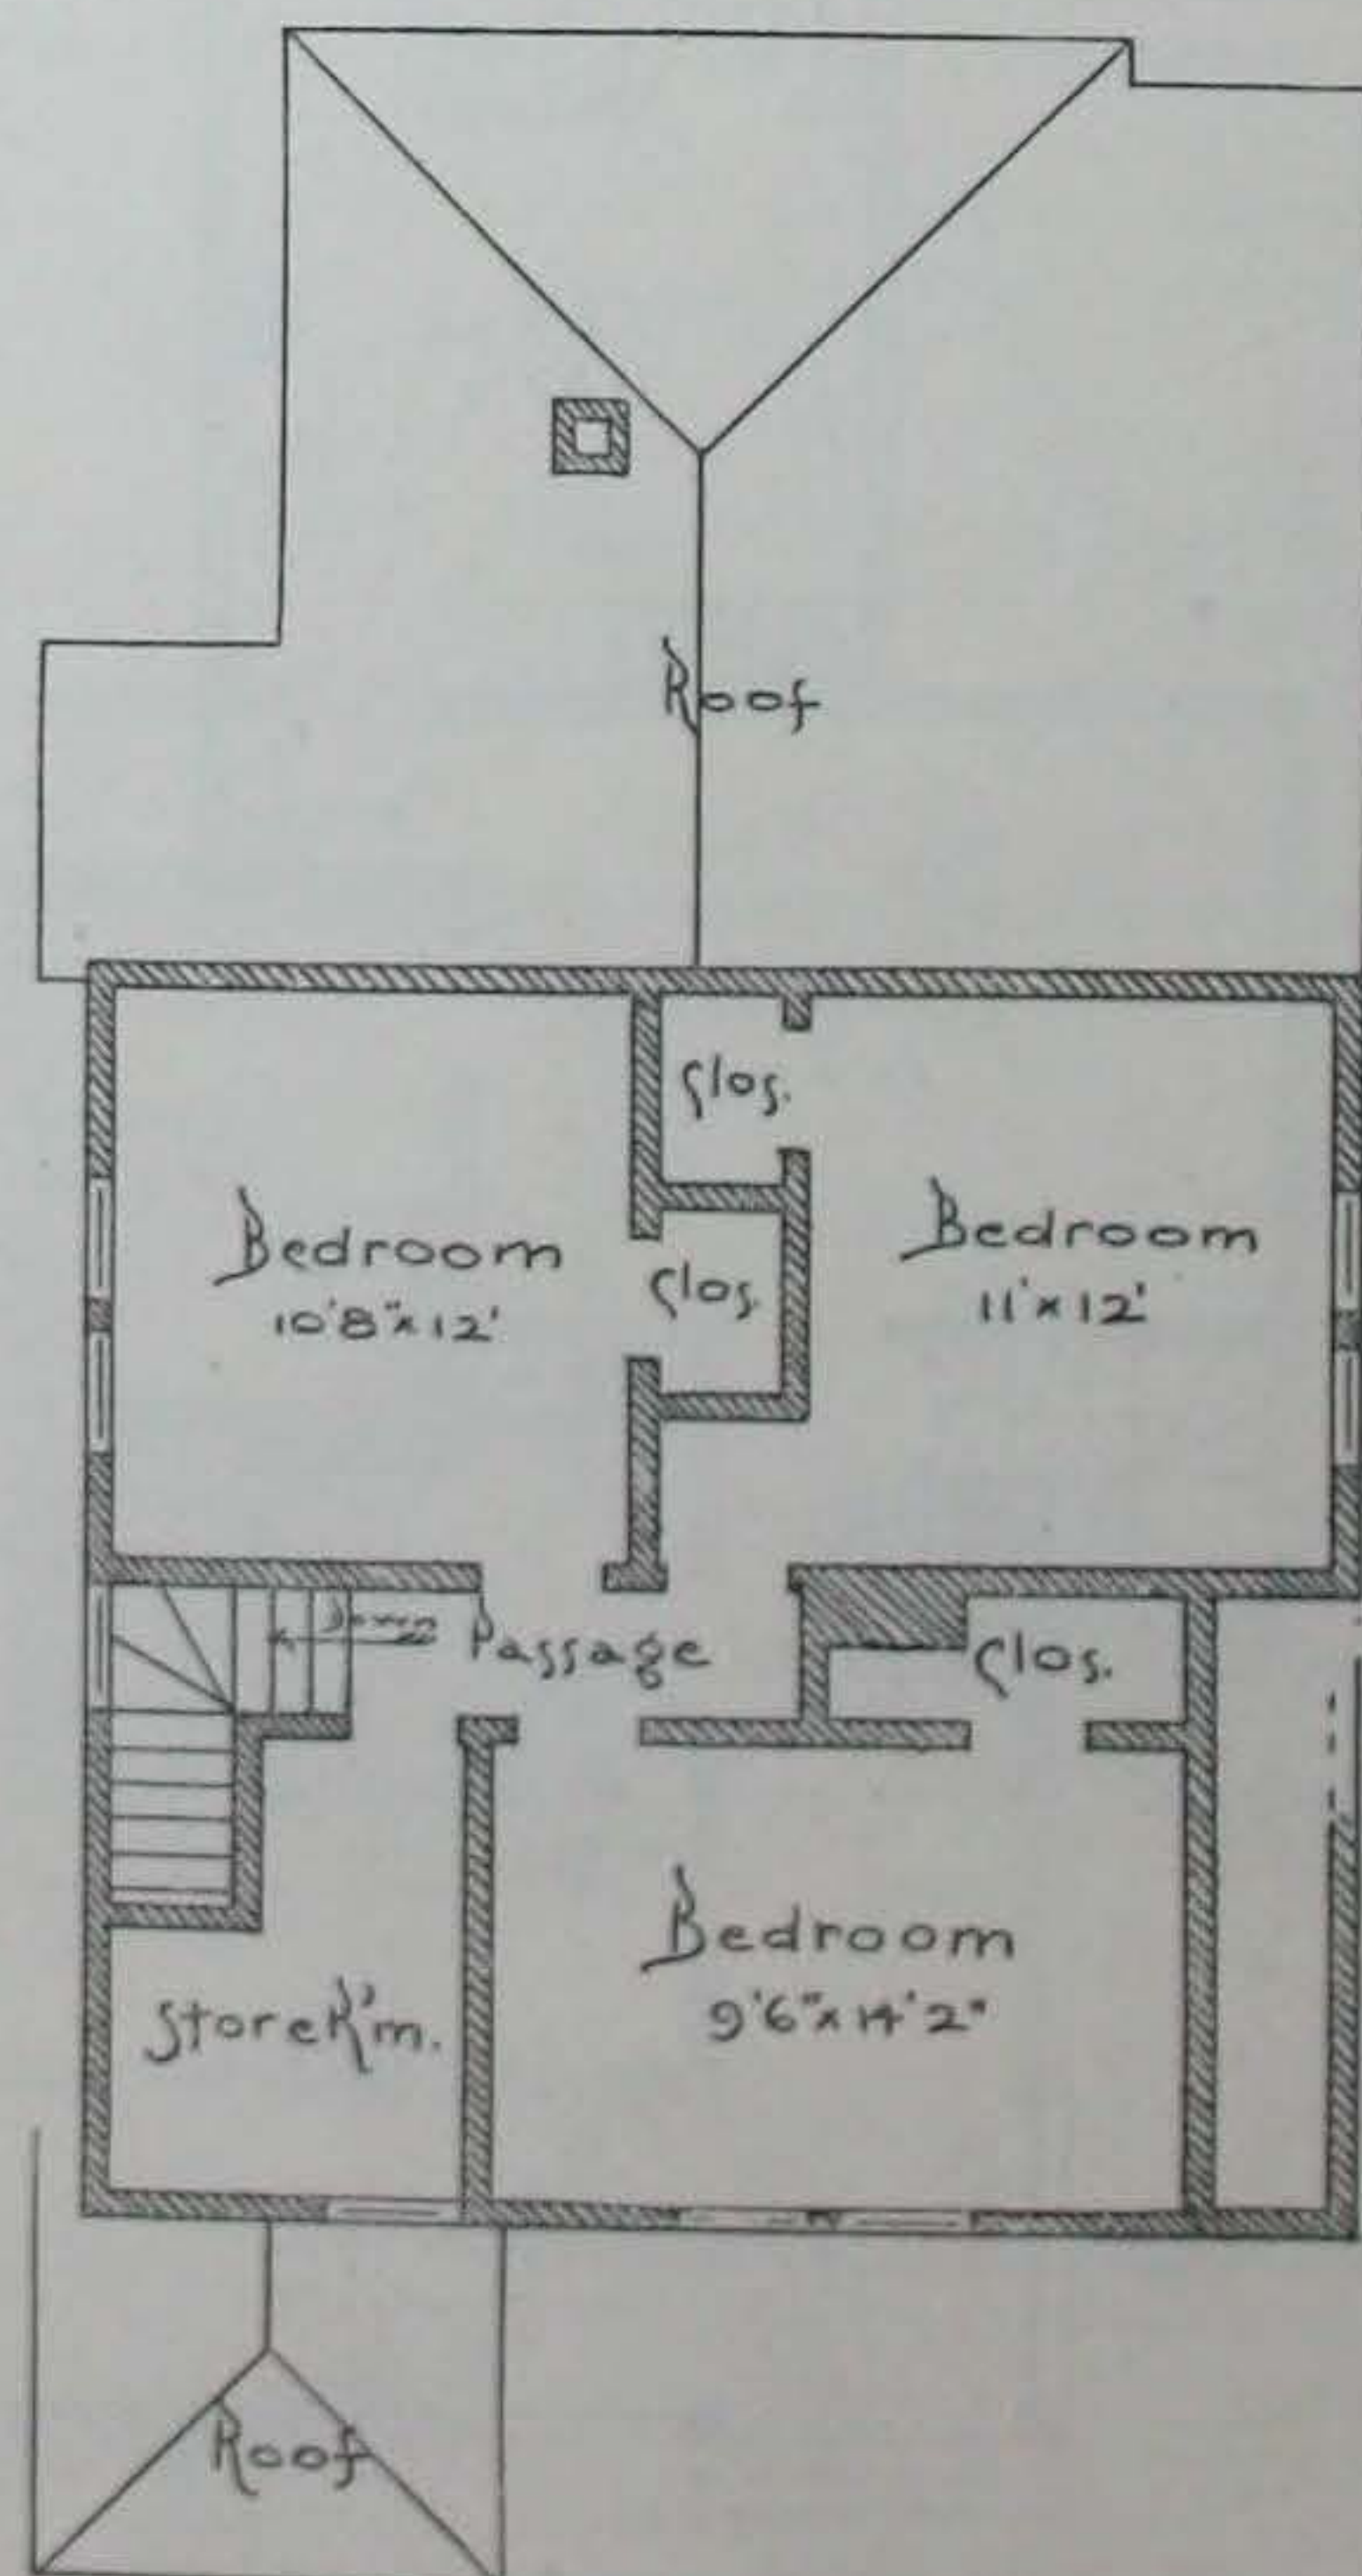 Roof
Clos.
Bedroom
10'8"x12'
Clos.
Bedroom
11'x12'
Down
Passage
Clos.
Bedroom
9'6"x14'2"
Store R'm.
Roof